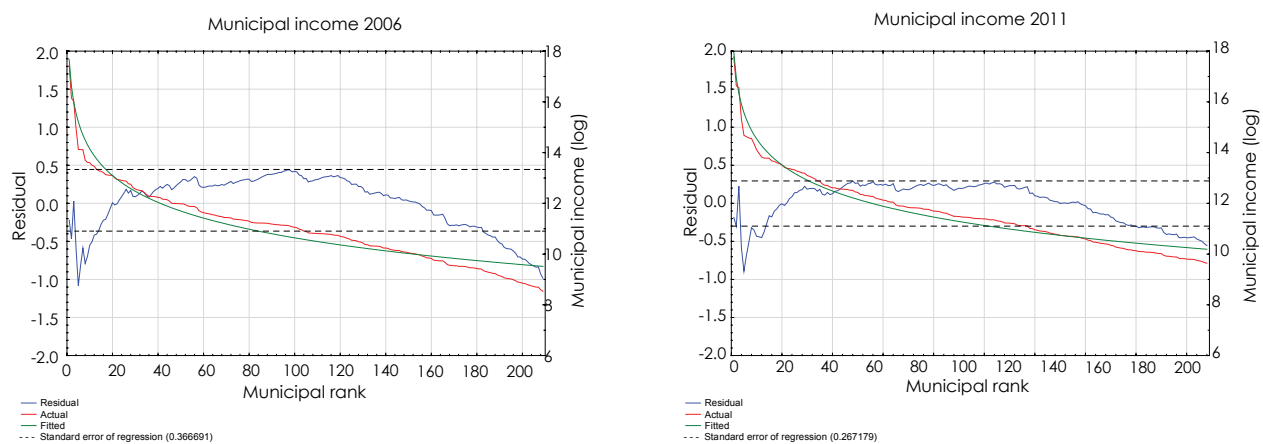 Municipal income 2006
2.0
1.5
1.0
0.5
0.0
-0.5
-1.0
-1.5
-2.0
Residual
18
16
14
12
10
8
6
Municipal income (log)
0 20 40 60 80 100 120 140 160 180 200
Municipal rank
Residual
Actual
Fitted
Standard error of regression (0.366691)
Municipal income 2011
2.0
1.5
1.0
0.5
0.0
-0.5
-1.0
-1.5
-2.0
Residual
18
16
14
12
10
8
6
Municipal income (log)
0 20 40 60 80 100 120 140 160 180 200
Municipal rank
Residual
Actual
Fitted
Standard error of regression (0.267179)